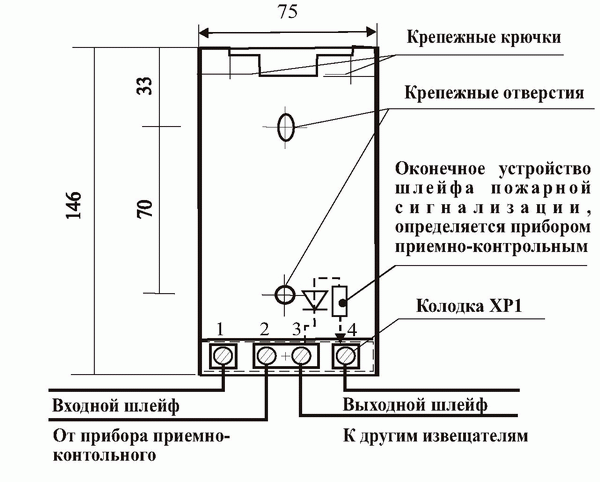 75
Крепежные крючки
33
Крепежные отверстия
146
70
Оконечное устройство
шлейфа пожарной
сигнализации,
определяется прибором
приемно-контрольным
Колодка XP1
1 2 3 4
+
Входной шлейф
Выходной шлейф
От прибора приемно-
контольного
К другим извещателям